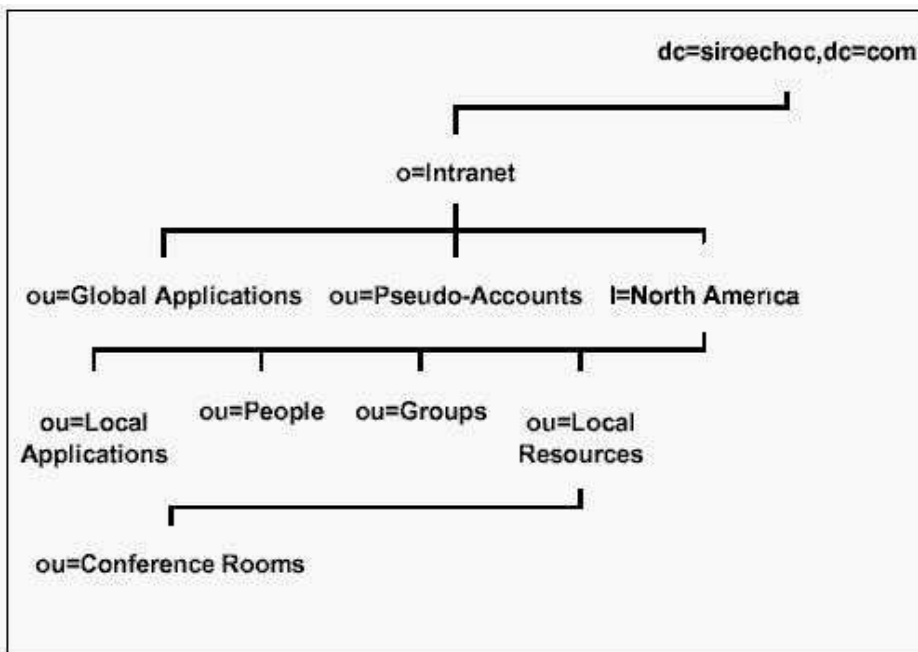 dc=siroechoc,dc=com
o=Intranet
ou=Global Applications
ou=Pseudo-Accounts
l=North America
ou=Local
Applications
ou=People
ou=Groups
ou=Local
Resources
ou=Conference Rooms